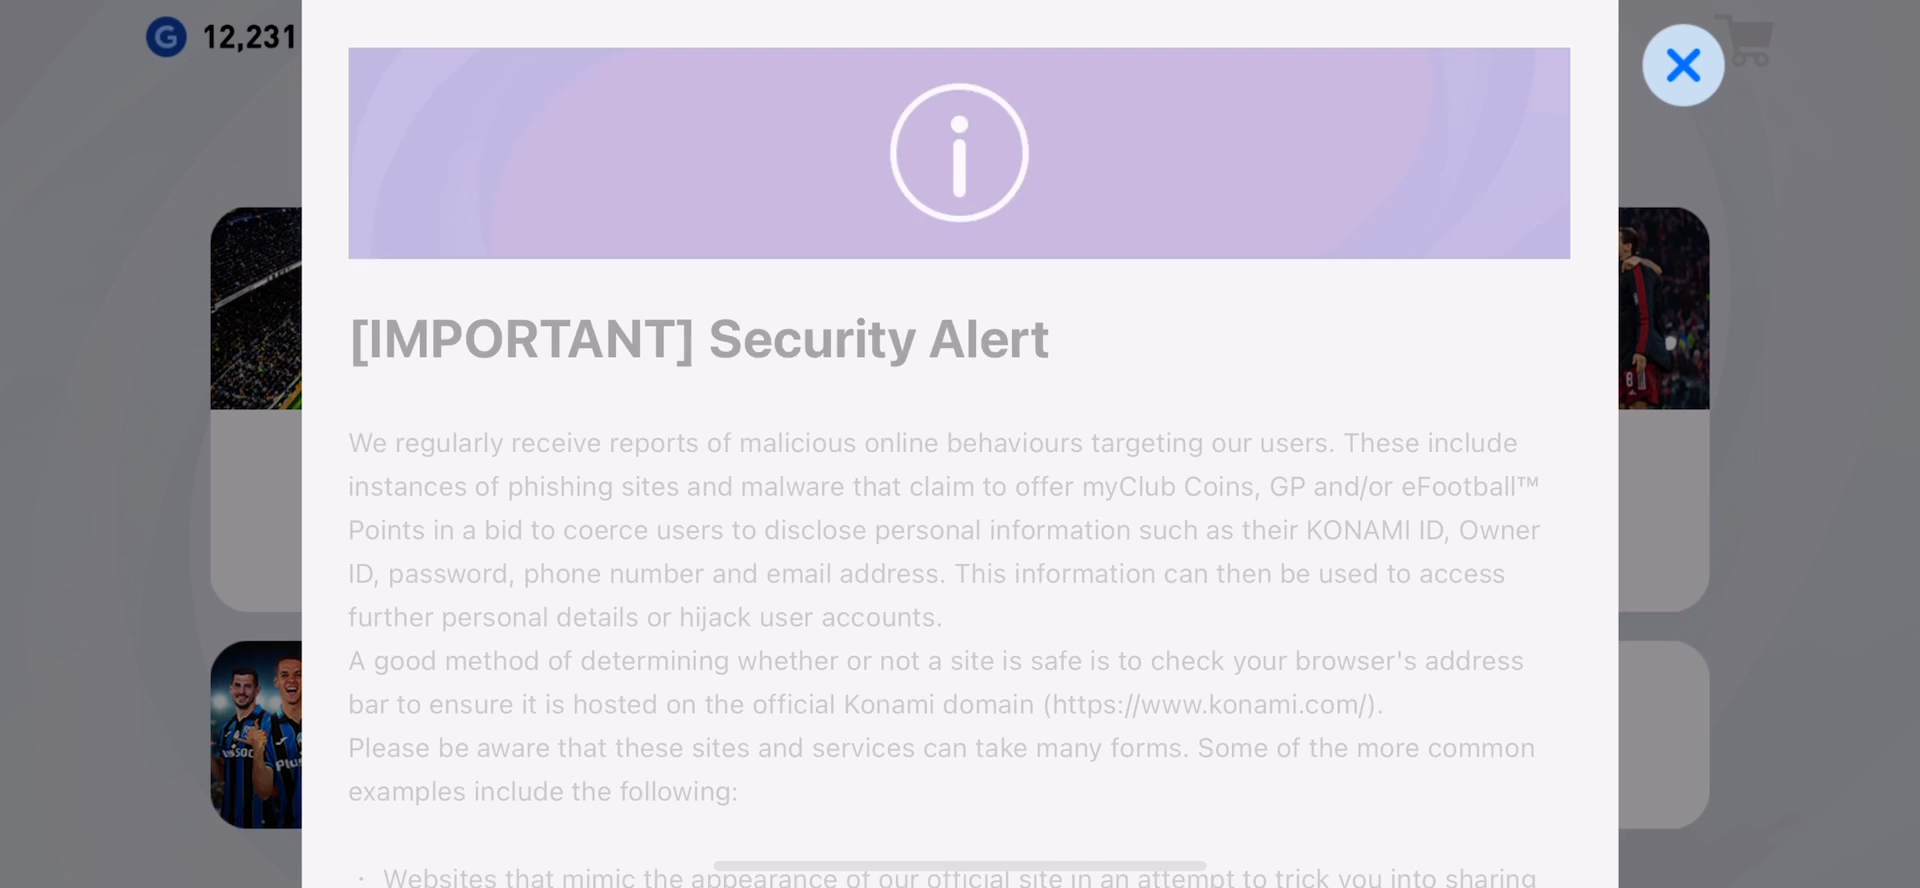 G 12,231
[IMPORTANT] Security Alert
We regularly receive reports of malicious online behaviours targeting our users. These include
instances of phishing sites and malware that claim to offer myClub Coins, GP and/or eFootball™
Points in a bid to coerce users to disclose personal information such as their KONAMI ID, Owner
ID, password, phone number and email address. This information can then be used to access
further personal details or hijack user accounts.
A good method of determining whether or not a site is safe is to check your browser's address
bar to ensure it is hosted on the official Konami domain (https://www.konami.com/).
Please be aware that these sites and services can take many forms. Some of the more common
examples include the following:
・ Websites that mimic the appearance of our official site in an attempt to trick you into sharing
8
Plus